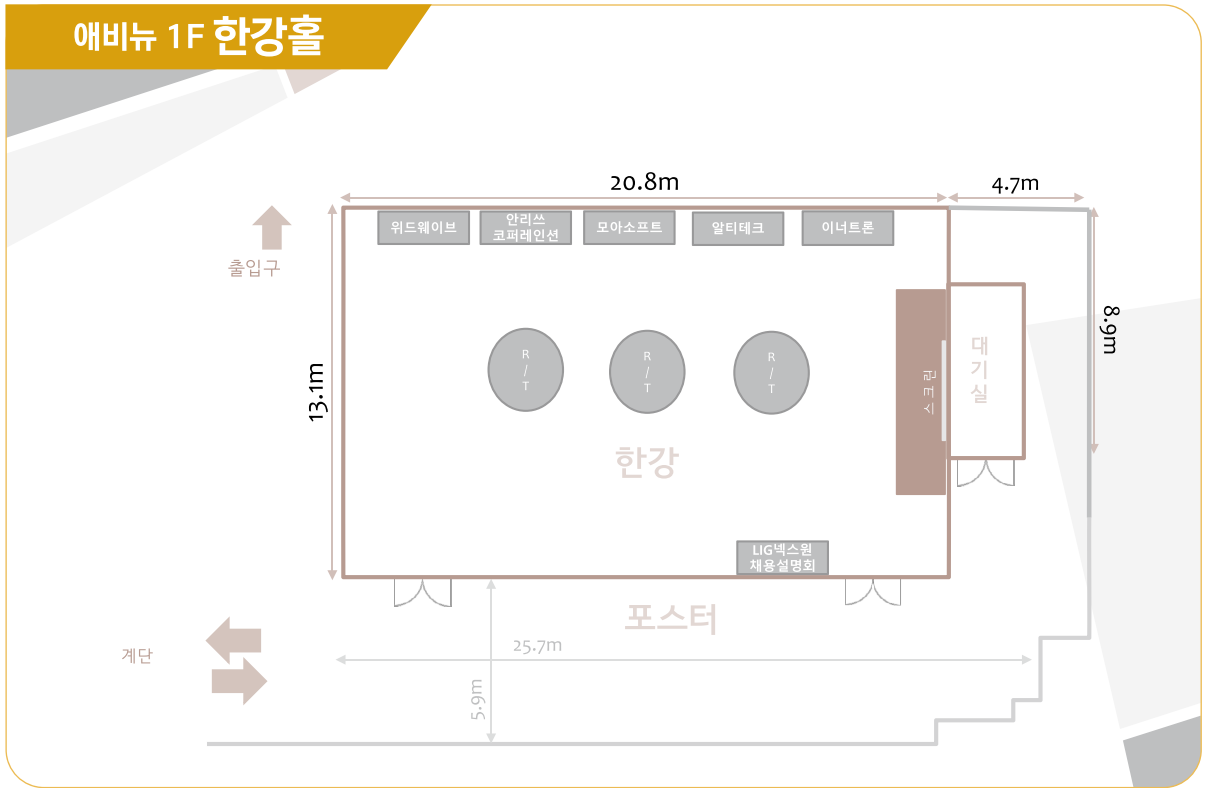 애비뉴 1F 한강홀
20.8m
4.7m
위드웨이브
안리쓰
코퍼레인션
모아소프트
알티테크
이너트론
출입구
8.9m
13.1m
R
/
T
R
/
T
R
/
T
스크린
대
기
실
한강
LIG넥스원
채용설명회
포스터
25.7m
계단
5.9m